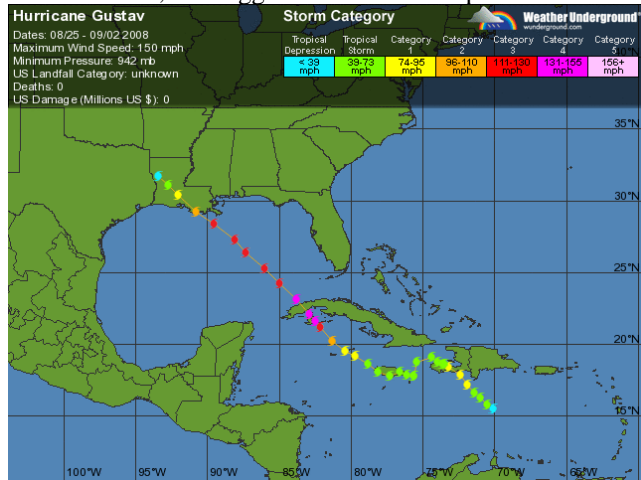 Hurricane Gustav
Dates: 08/25 - 09/02 2008
Maximum Wind Speed: 150 mph
Minimum Pressure: 942 mb
US Landfall Category: unknown
Deaths: 0
US Damage (Millions US $): 0
Storm Category
Weather Underground
wunderground.com
Tropical Depression
Tropical Storm
Category 1
Category 2
Category 3
Category 4
Category 5
< 39 mph
39-73 mph
74-95 mph
96-110 mph
111-130 mph
131-155 mph
156+ mph
35°N
30°N
25°N
20°N
15°N
100°W 95°W 90°W 85°W 80°W 75°W 70°W 65°W